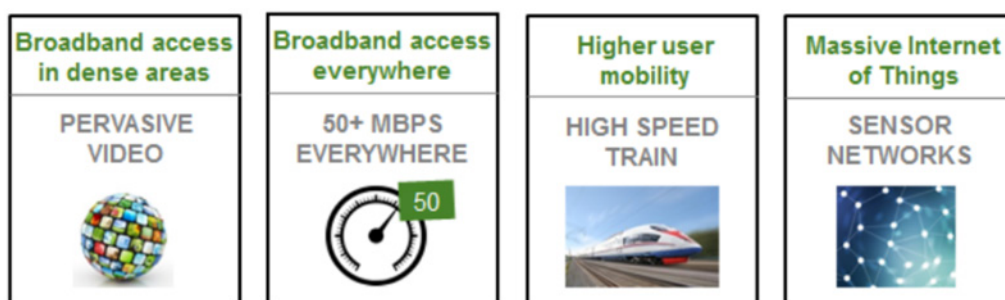 Broadband access
in dense areas
PERVASIVE
VIDEO
Broadband access
everywhere
50+ MBPS
EVERYWHERE
50
Higher user
mobility
HIGH SPEED
TRAIN
Massive Internet
of Things
SENSOR
NETWORKS